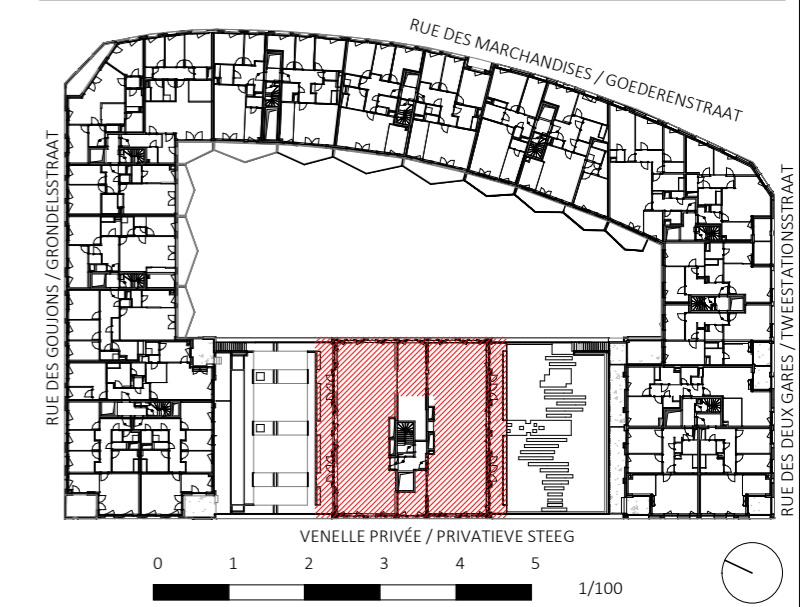 RUE DES MARCHANDISES / GOEDERENSTRAAT
RUE DES GOUJONS / GRONDELSSTRAAT
RUE DES DEUX GARES / TWEESTATIONSSTRAAT
VENELLE PRIVÉE / PRIVATIEVE STEEG
0 1 2 3 4 5
1/100